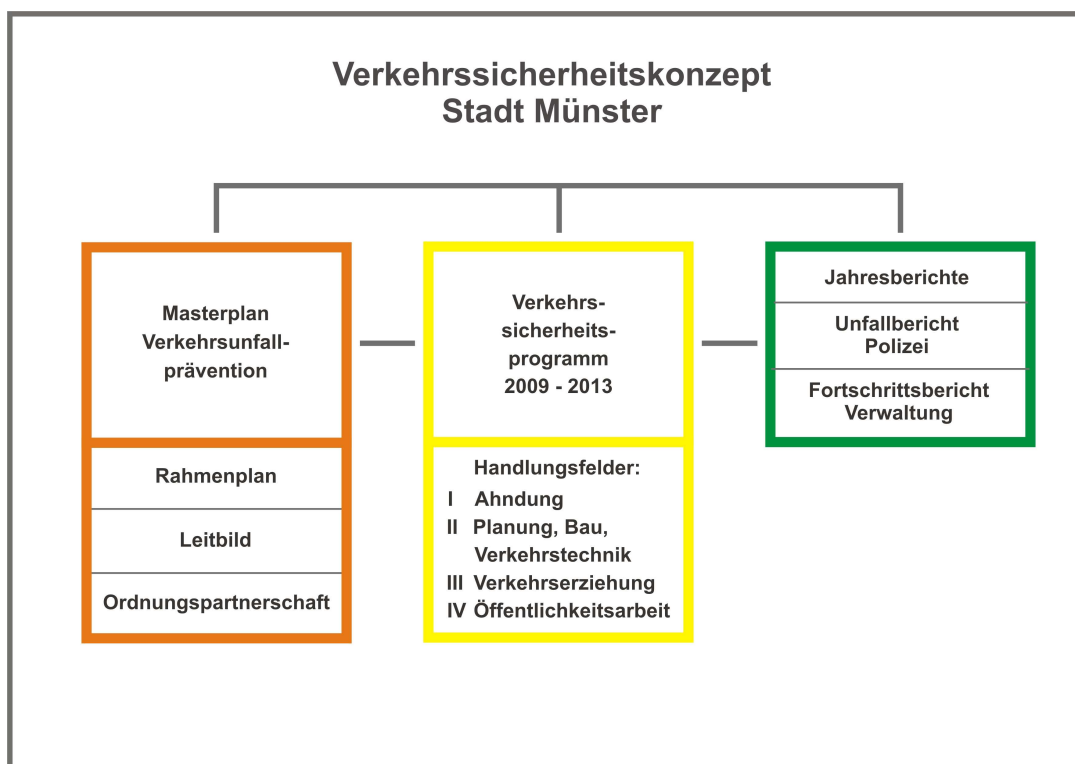 Verkehrssicherheitskonzept
Stadt Münster
Masterplan
Verkehrsunfall-
prävention
Rahmenplan
Leitbild
Ordnungspartnerschaft
Verkehrs-
sicherheits-
programm
2009 - 2013
Handlungsfelder:
I Ahndung
II Planung, Bau,
Verkehrstechnik
III Verkehrserziehung
IV Öffentlichkeitsarbeit
Jahresberichte
Unfallbericht
Polizei
Fortschrittsbericht
Verwaltung